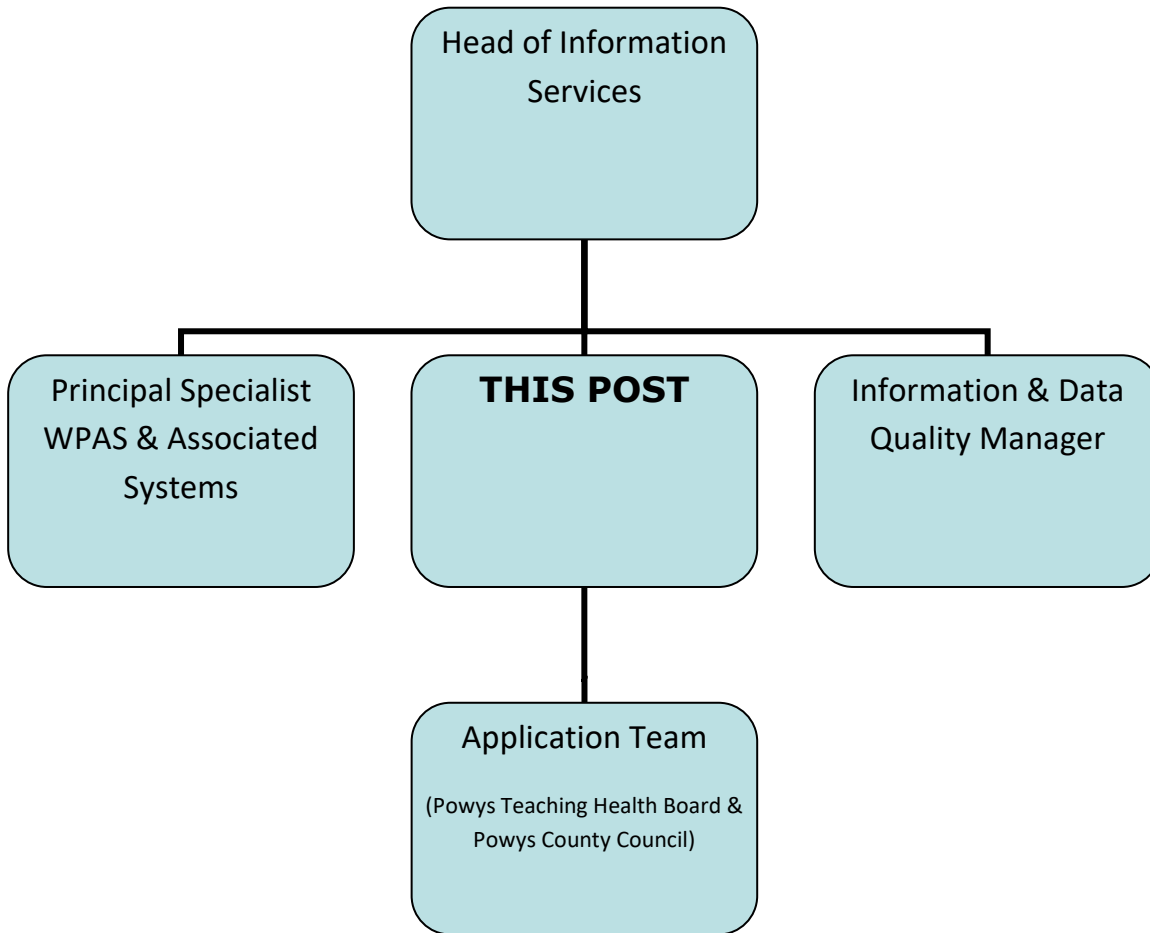 Head of Information
Services
Principal Specialist
WPAS & Associated
Systems
THIS POST
Information & Data
Quality Manager
Application Team
(Powys Teaching Health Board &
Powys County Council)